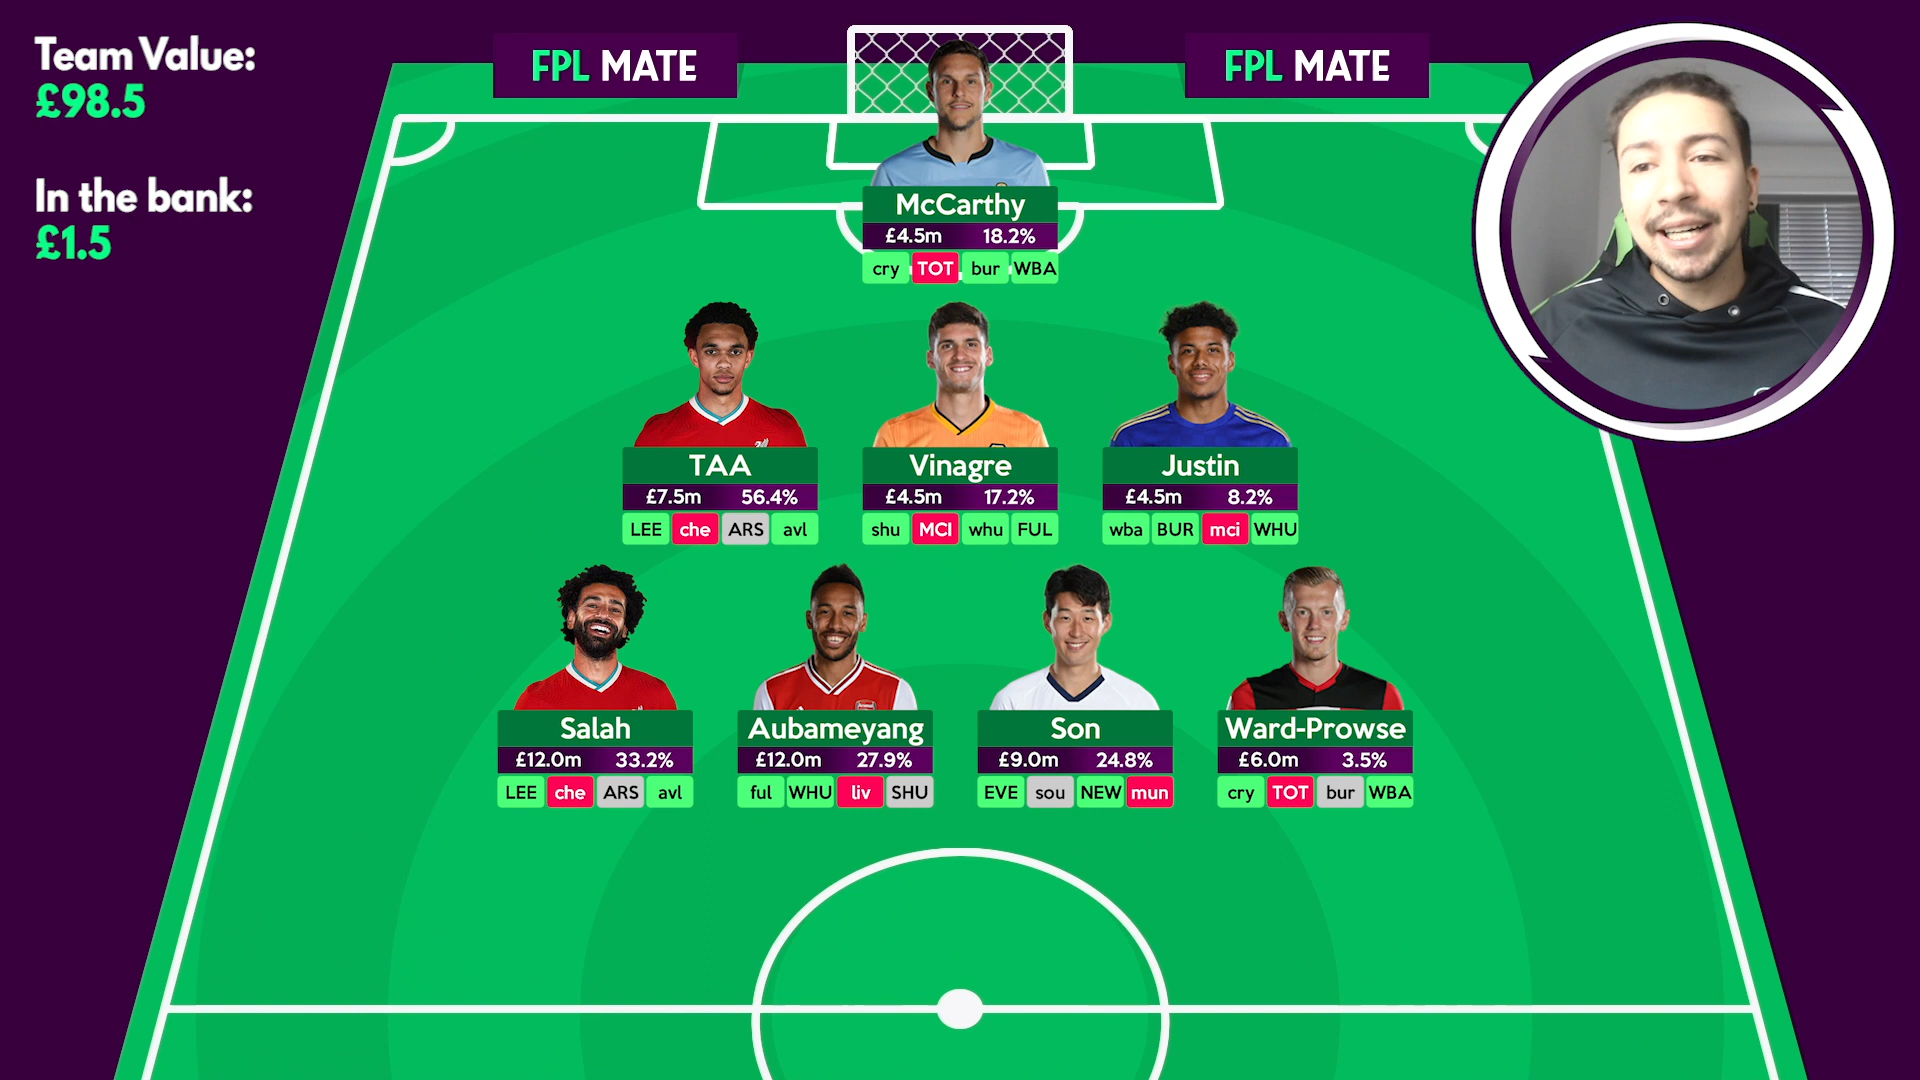 Team Value:
£98.5
In the bank:
£1.5
FPL MATE
FPL MATE
McCarthy
£4.5m 18.2%
cry TOT bur WBA
TAA
£7.5m 56.4%
LEE che ARS avl
Vinagre
£4.5m 17.2%
shu MCI whu FUL
Justin
£4.5m 8.2%
wba BUR mci WHU
Salah
£12.0m 33.2%
LEE che ARS avl
Aubameyang
£12.0m 27.9%
ful WHU liv SHU
Son
£9.0m 24.8%
EVE sou NEW mun
Ward-Prowse
£6.0m 3.5%
cry TOT bur WBA